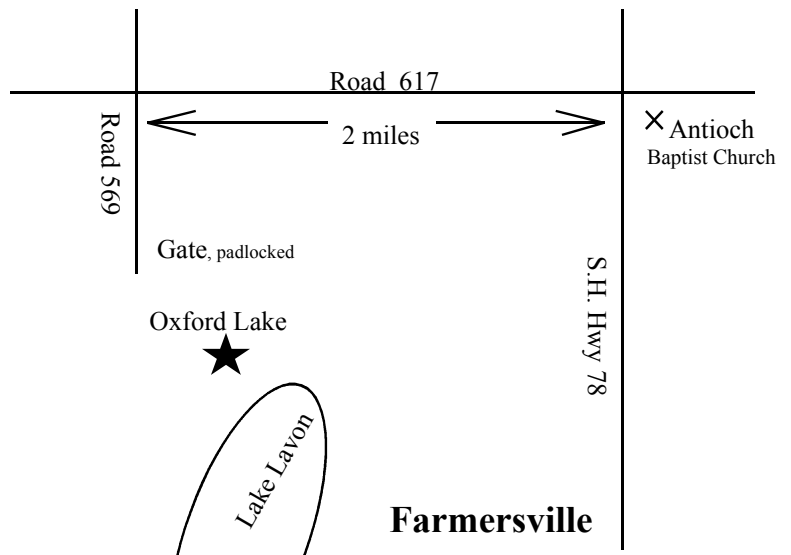 Road 617
2 miles
Antioch
Baptist Church
Road 569
Gate, padlocked
Oxford Lake
S.H. Hwy 78
Lake Lavon
Farmersville